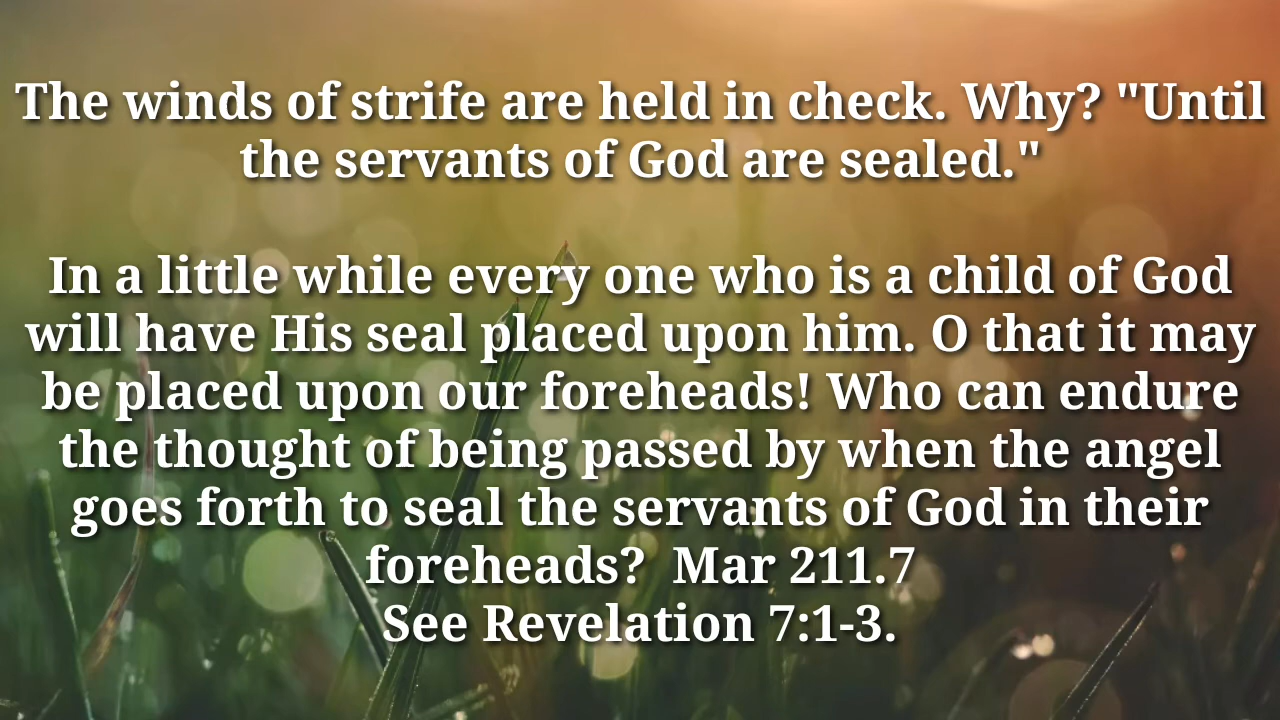 The winds of strife are held in check. Why? "Until
the servants of God are sealed."
In a little while every one who is a child of God
will have His seal placed upon him. O that it may
be placed upon our foreheads! Who can endure
the thought of being passed by when the angel
goes forth to seal the servants of God in their
foreheads?  Mar 211.7
See Revelation 7:1-3.